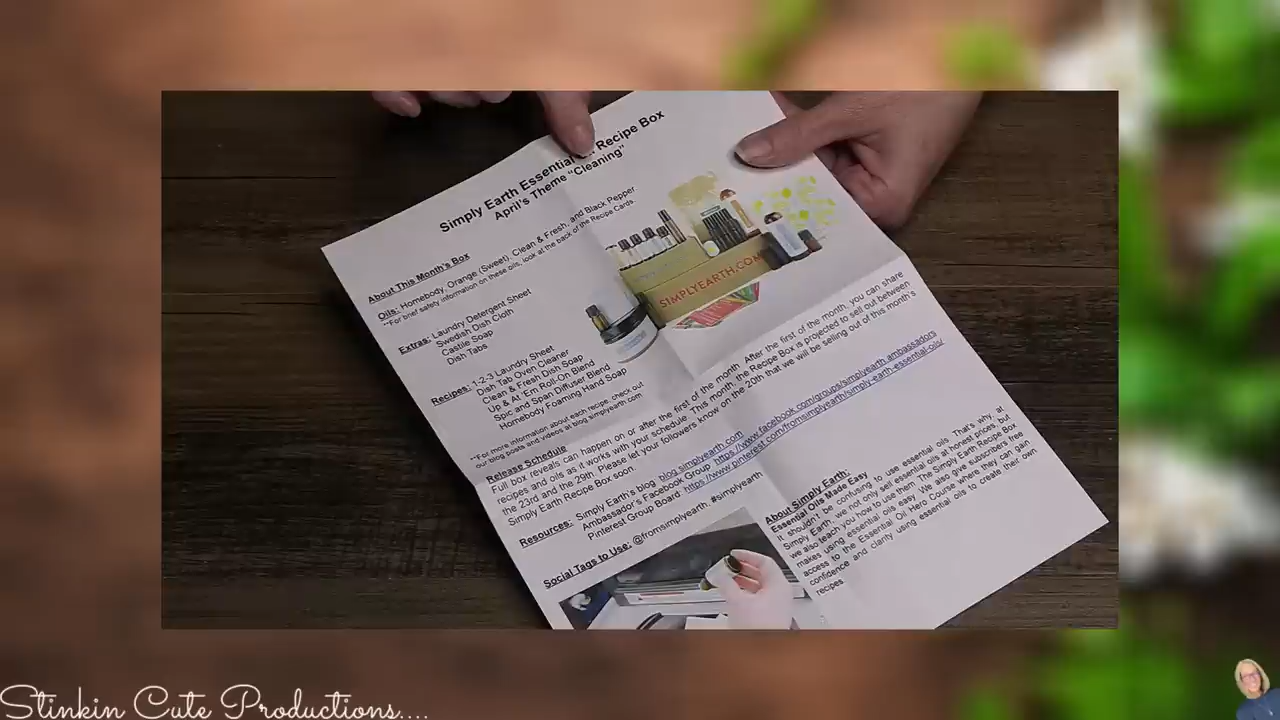 Simply Earth Essential Recipe Box
April's Theme "Cleaning"
About This Month's Box
Oils: Homebody, Orange (Sweet), Clean & Fresh, and Black Pepper
**For brief safety information on these oils, look at the back of the Recipe Cards.
Extras: Laundry Detergent Sheet
Swedish Dish Cloth
Castile Soap
Dish Tabs
Recipes: 1-2-3 Laundry Sheet
Dish Tab Oven Cleaner
Clean & Fresh Dish Soap
Up & At 'Em Roll-On Blend
Spic and Span Diffuser Blend
Homebody Foaming Hand Soap
**For more information about each recipe, check out
our blog posts and videos at blog.simplyearth.com
SIMPLYEARTH.COM
Release Schedule
Full box reveals can happen on or after the first of the month. After the first of the month, you can share
recipes and oils as it works with your schedule. This month, the Recipe Box is projected to sell out between
the 23rd and the 29th. Please let your followers know on the 20th that we will be selling out of this month's
Simply Earth Recipe Box soon.
Resources: Simply Earth's blog: blog.simplyearth.com
Ambassador's Facebook Group: https://www.facebook.com/groups/simplyearth.ambassadors
Pinterest Group Board: https://www.pinterest.com/fromsimplyearth/simply-earth-essential-oils/
Social Tags to Use: @fromsimplyearth, #simplyearth
About Simply Earth:
Essential Oils Made Easy
It shouldn't be confusing to use essential oils. That's why, at
Simply Earth, we not only sell essential oils at honest prices but
we also teach you how to use them. The Simply Earth Recipe Box
makes using essential oils easy. We also give subscribers free
access to the Essential Oil Hero Course where they can gain
confidence and clarity using essential oils to create their own
recipes.
Stinkin Cute Productions....